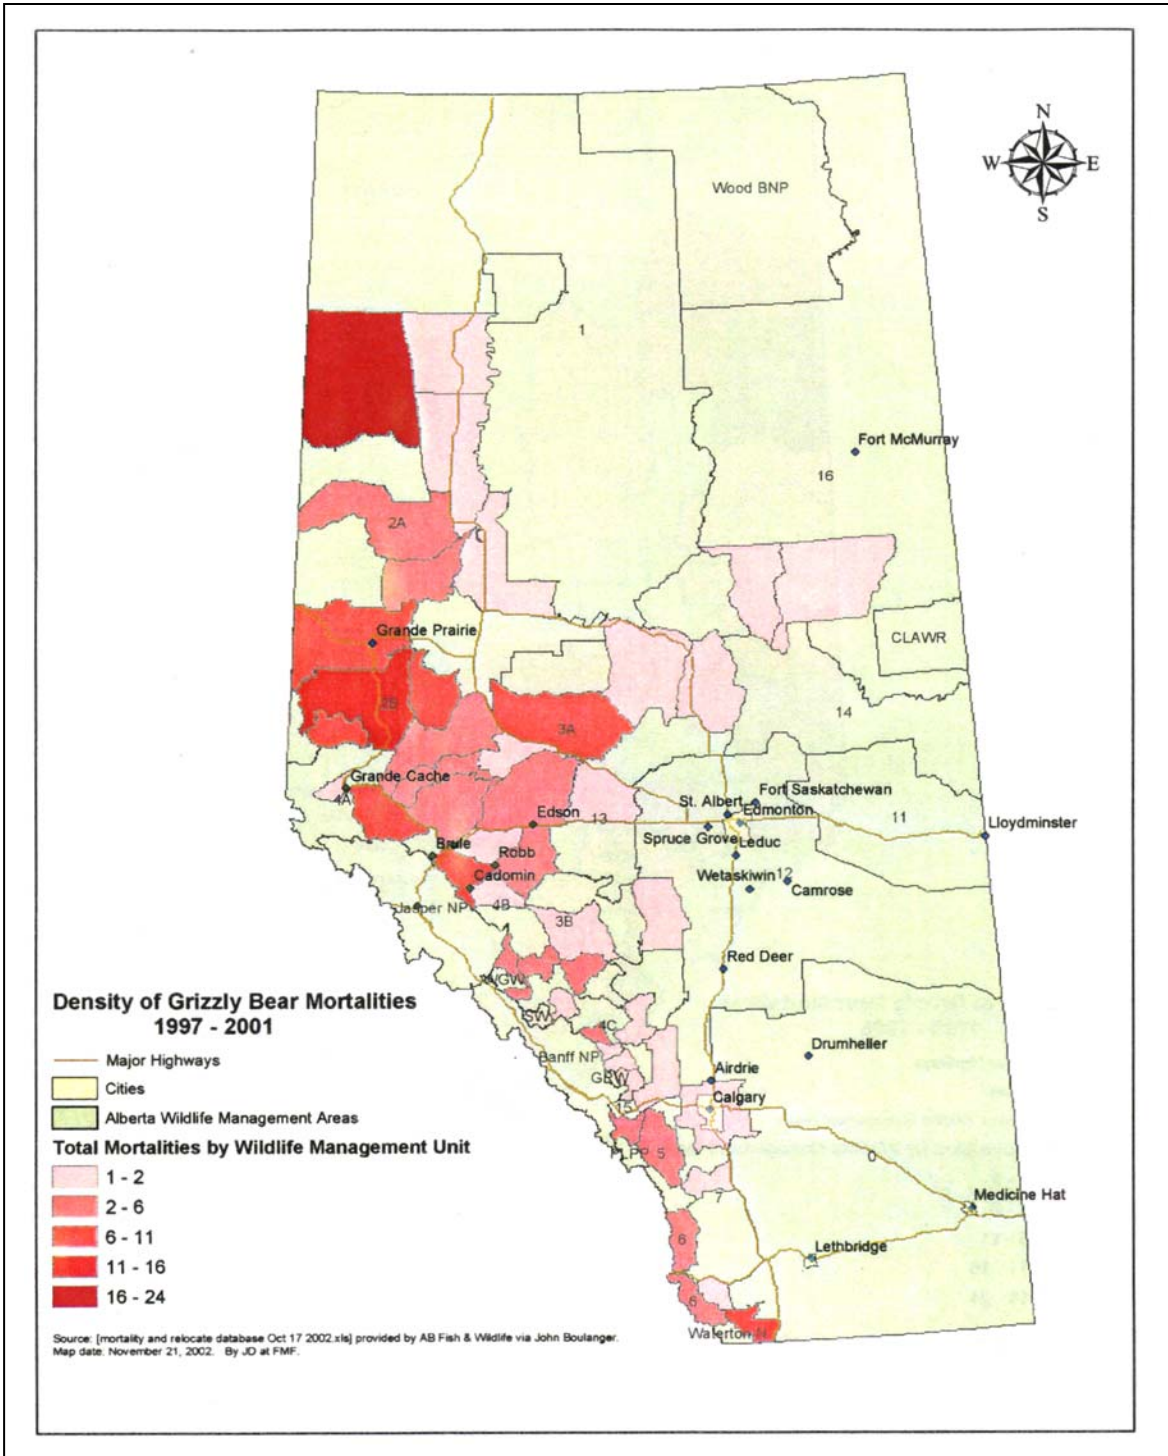 N
W
E
S
Wood BNP
1
Fort McMurray
16
2A
Grande Prairie
CLAWR
2B
14
3A
Grande Cache
4A
Fort Saskatchewan
St. Albert
Edmonton
11
Edson
13
Lloydminster
Spruce Grove
Leduc
Brule
Robb
Wetaskiwin
12
Cadomin
Camrose
4B
Jasper NP
3B
Red Deer
WGW
SW
4C
Drumheller
Banff NP
Airdrie
Calgary
15
5
0
7
Medicine Hat
6
Lethbridge
6
Waterton N
Density of Grizzly Bear Mortalities
1997 - 2001
Major Highways
Cities
Alberta Wildlife Management Areas
Total Mortalities by Wildlife Management Unit
1 - 2
2 - 6
6 - 11
11 - 16
16 - 24
Source: [mortality and relocate database Oct 17 2002.xls] provided by AB Fish & Wildlife via John Boulanger.
Map date: November 21, 2002. By JD at FMF.